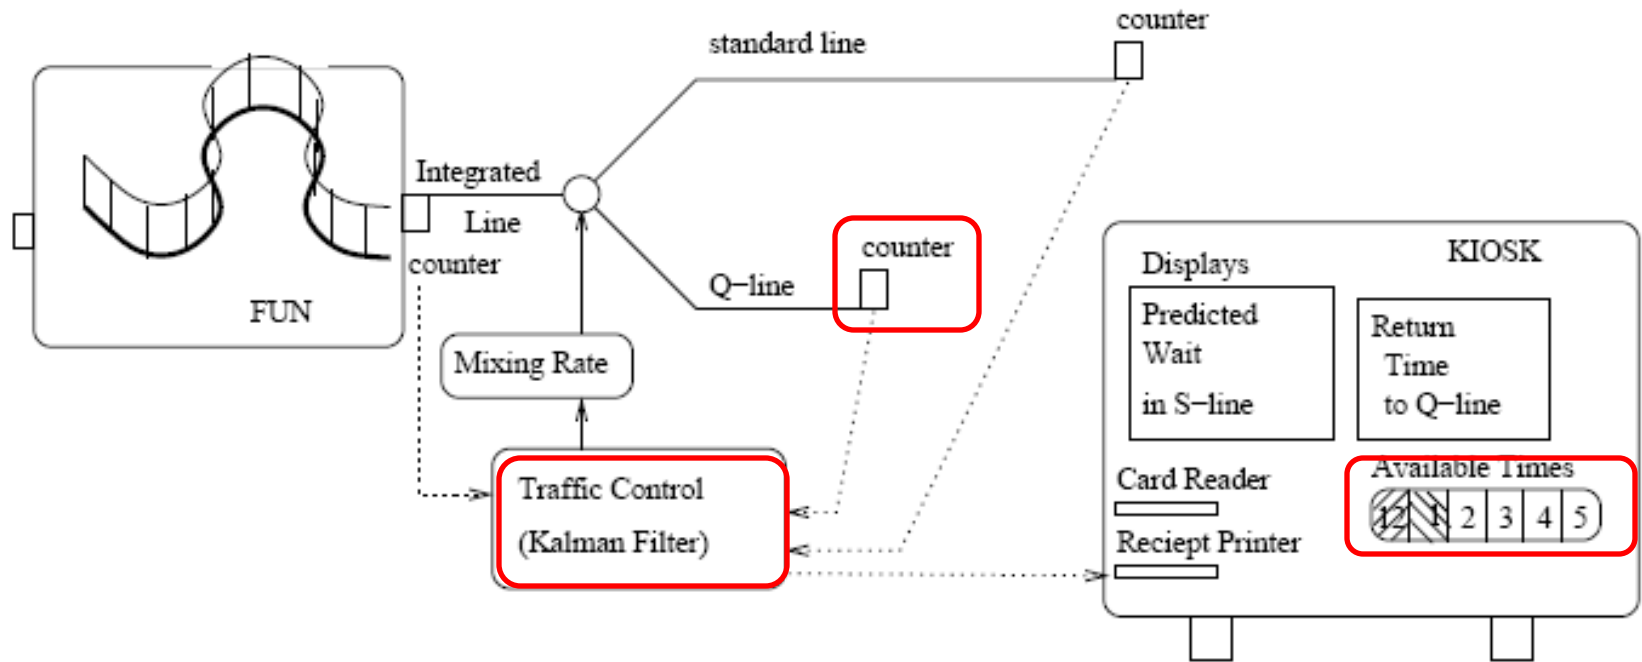 counter
standard line
Integrated
Line
counter
FUN
counter
Q−line
Mixing Rate
Traffic Control
(Kalman Filter)
KIOSK
Displays
Predicted
Wait
in S−line
Return
Time
to Q−line
Available Times
12 1 2 3 4 5
Card Reader
Reciept Printer